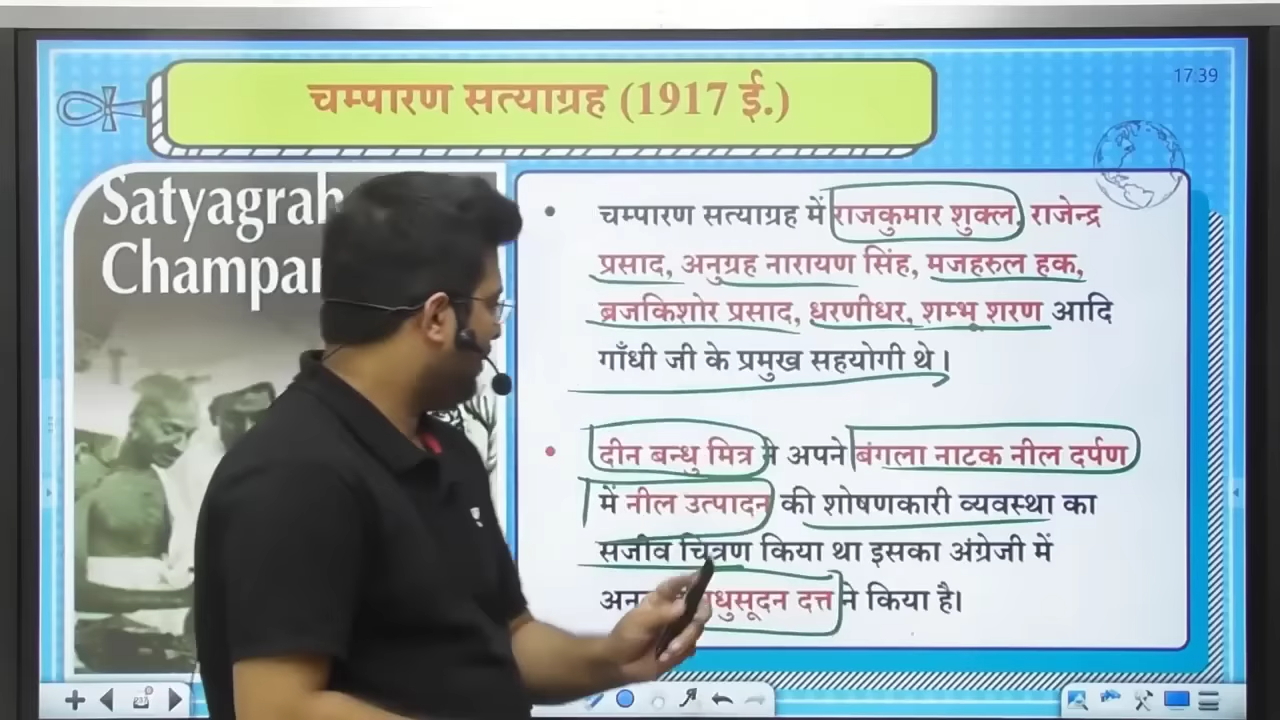 17:39
चम्पारण सत्याग्रह (1917 ई.)
Satyagrah
Champar
• चम्पारण सत्याग्रह में राजकुमार शुक्ल, राजेन्द्र
प्रसाद, अनुग्रह नारायण सिंह, मजहरुल हक,
ब्रजकिशोर प्रसाद, धरणीधर, शम्भू शरण आदि
गाँधी जी के प्रमुख सहयोगी थे।
• दीन बन्धु मित्र ने अपने बंगला नाटक नील दर्पण
में नील उत्पादन की शोषणकारी व्यवस्था का
सजीव चित्रण किया था इसका अंग्रेजी में
दत्त ने किया है।